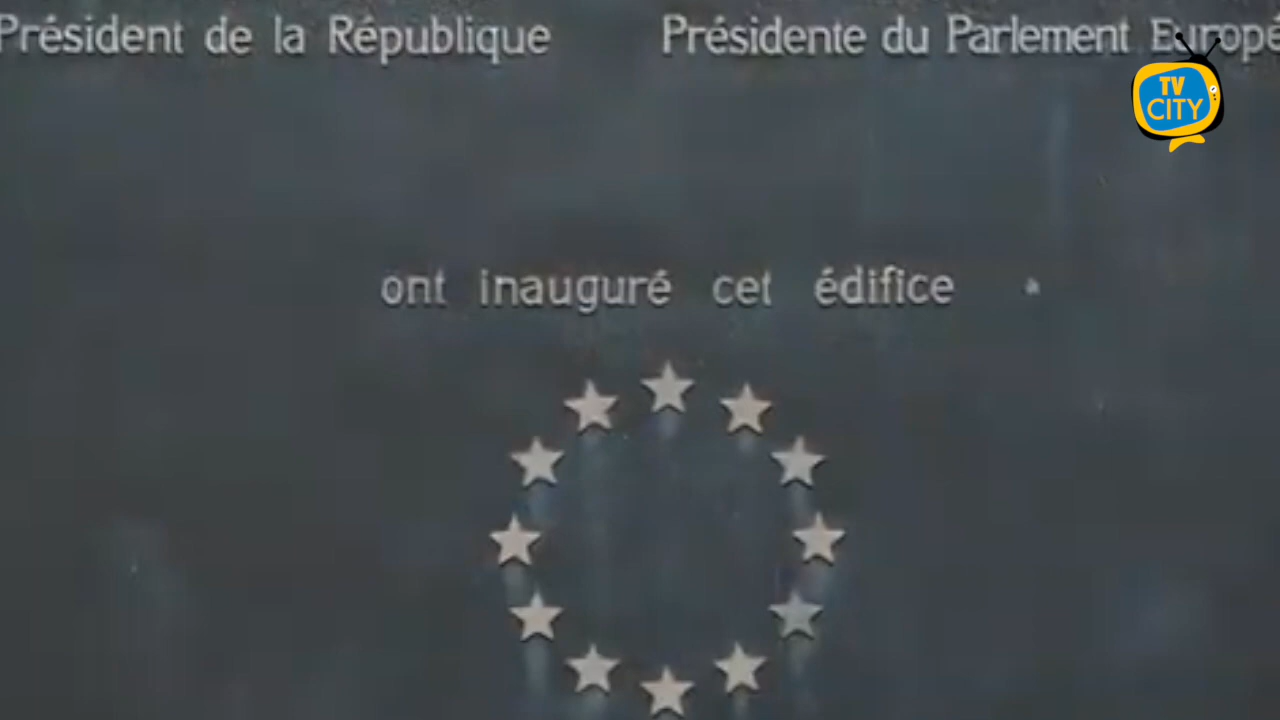 Président de la République Présidente du Parlement Europé
TV
CITY
ont inauguré cet édifice